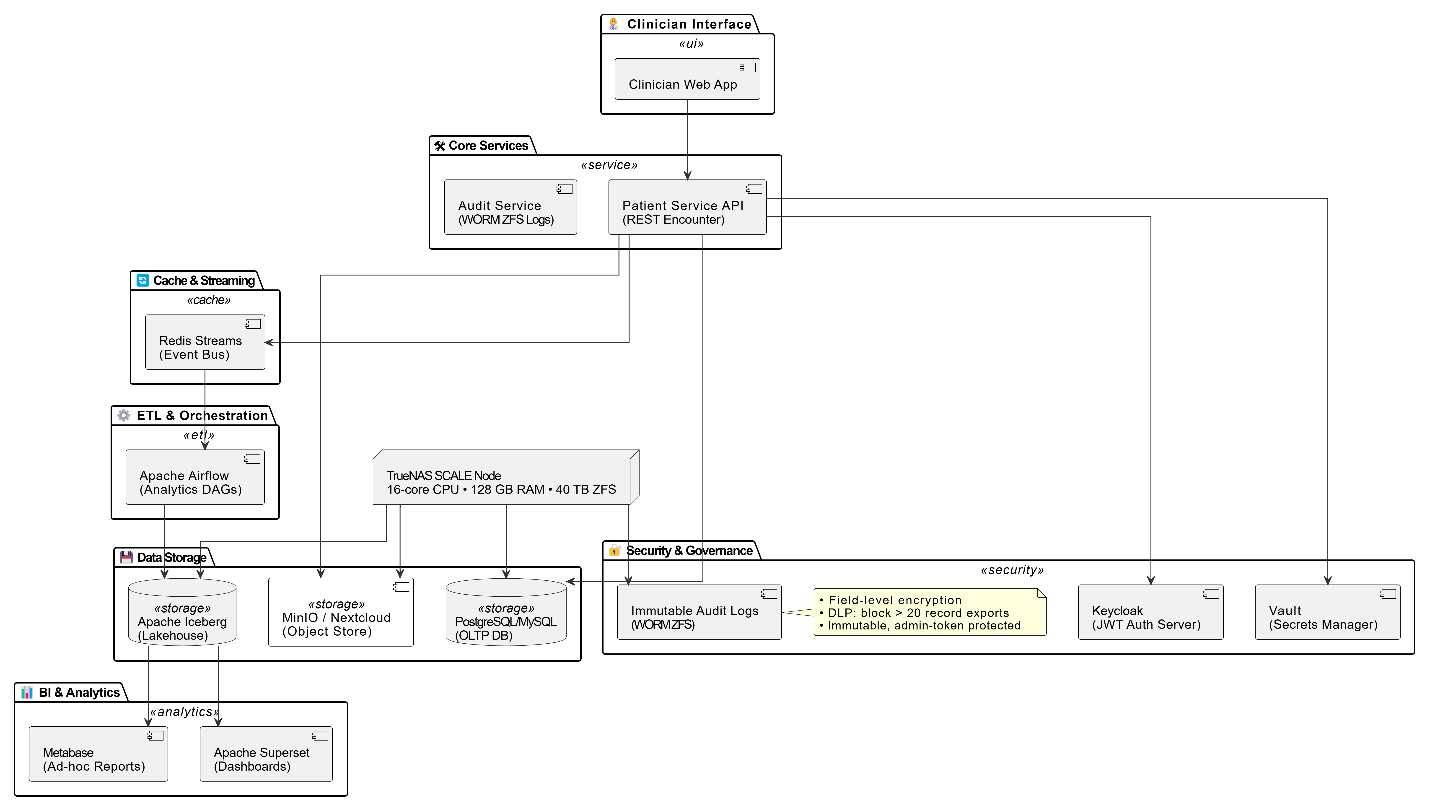 Clinician Interface
«ui»
Clinician Web App
Core Services
«service»
Audit Service
(WORM ZFS Logs)
Patient Service API
(REST Encounter)
Cache & Streaming
«cache»
Redis Streams
(Event Bus)
ETL & Orchestration
«etl»
Apache Airflow
(Analytics DAGs)
TrueNAS SCALE Node
16-core CPU • 128 GB RAM • 40 TB ZFS
Data Storage
«storage»
Apache Iceberg
(Lakehouse)
«storage»
MinIO / Nextcloud
(Object Store)
«storage»
PostgreSQL/MySQL
(OLTP DB)
Security & Governance
«security»
Immutable Audit Logs
(WORM ZFS)
• Field-level encryption
• DLP: block > 20 record exports
• Immutable, admin-token protected
Keycloak
(JWT Auth Server)
Vault
(Secrets Manager)
BI & Analytics
«analytics»
Metabase
(Ad-hoc Reports)
Apache Superset
(Dashboards)